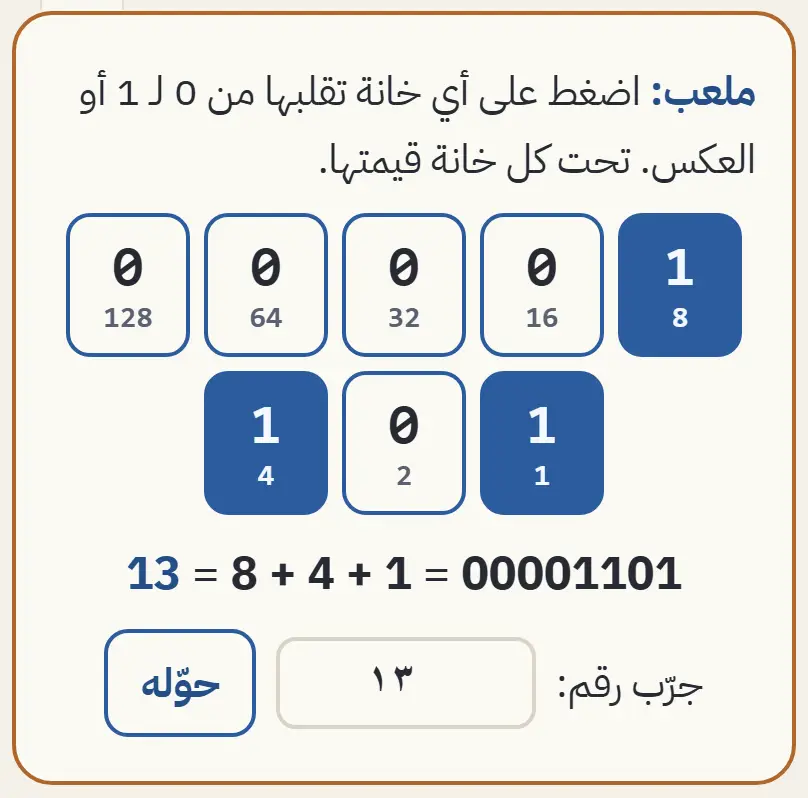 ملعب: اضغط على أي خانة تقلبها من 0 لـ 1 أو
العكس. تحت كل خانة قيمتها.
0 0 0 0 1
128 64 32 16 8
1 0 1
4 2 1
13 = 8 + 4 + 1 = 00001101
جرّب رقم: ١٣ حوّله